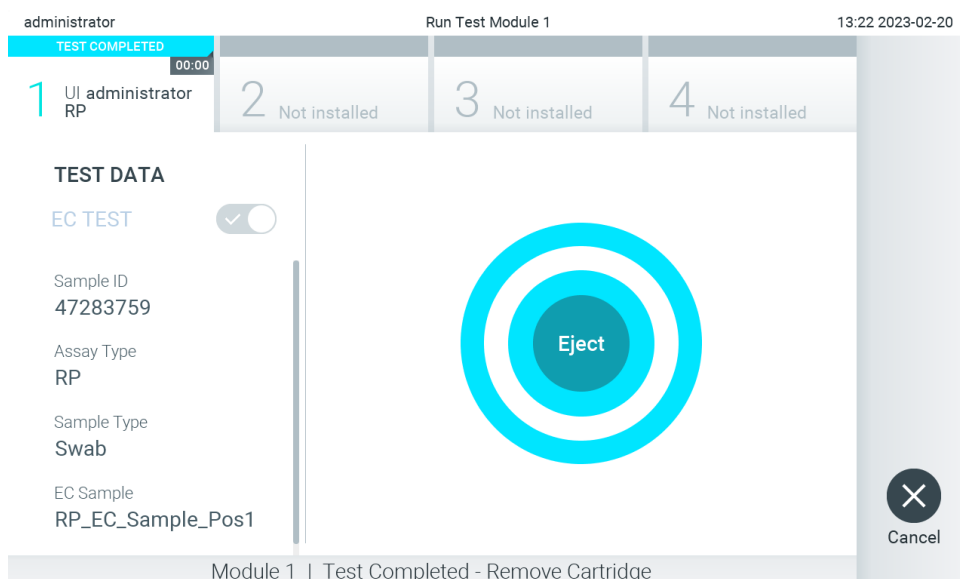 administrator Run Test Module 1 13:22 2023-02-20
TEST COMPLETED
00:00
1 UI administrator
RP
2 Not installed
3 Not installed
4 Not installed
TEST DATA
EC TEST
Sample ID
47283759
Assay Type
RP
Sample Type
Swab
EC Sample
RP_EC_Sample_Pos1
Eject
Cancel
Module 1 | Test Completed - Remove Cartridge